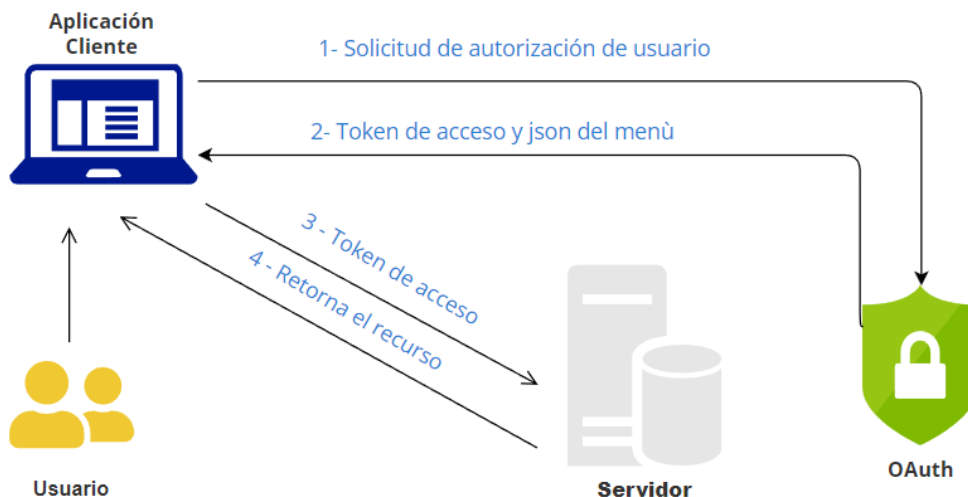 Aplicación
Cliente
1- Solicitud de autorización de usuario
2- Token de acceso y json del menù
3 - Token de acceso
4 - Retorna el recurso
Usuario
Servidor
OAuth